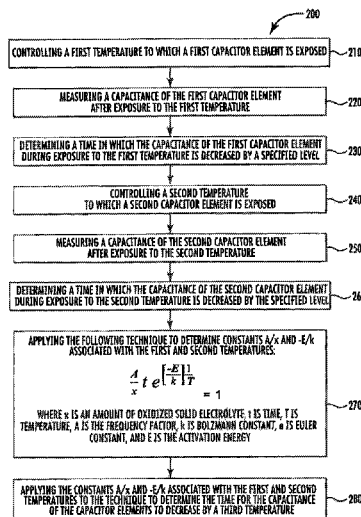 200
CONTROLLING A FIRST TEMPERATURE TO WHICH A FIRST CAPACITOR ELEMENT IS EXPOSED
210
MEASURING A CAPACITANCE OF THE FIRST CAPACITOR ELEMENT
AFTER EXPOSURE TO THE FIRST TEMPERATURE
220
DETERMINING A TIME IN WHICH THE CAPACITANCE OF THE FIRST CAPACITOR ELEMENT
DURING EXPOSURE TO THE FIRST TEMPERATURE IS DECREASED BY A SPECIFIED LEVEL
230
CONTROLLING A SECOND TEMPERATURE
TO WHICH A SECOND CAPACITOR ELEMENT IS EXPOSED
240
MEASURING A CAPACITANCE OF THE SECOND CAPACITOR ELEMENT
AFTER EXPOSURE TO THE SECOND TEMPERATURE
250
DETERMINING A TIME IN WHICH THE CAPACITANCE OF THE SECOND CAPACITOR ELEMENT
DURING EXPOSURE TO THE SECOND TEMPERATURE IS DECREASED BY THE SPECIFIED LEVEL
26
APPLYING THE FOLLOWING TECHNIQUE TO DETERMINE CONSTANTS A/x AND -E/k
ASSOCIATED WITH THE FIRST AND SECOND TEMPERATURES:
A/x t e^[-E/k]1/T = 1
WHERE x IS AN AMOUNT OF OXIDIZED SOLID ELECTROLYTE, t IS TIME, T IS
TEMPERATURE, A IS THE FREQUENCY FACTOR, k IS BOLZMANN CONSTANT, e IS EULER
CONSTANT, AND E IS THE ACTIVATION ENERGY
270
APPLYING THE CONSTANTS A/x AND -E/k ASSOCIATED WITH THE FIRST AND SECOND
TEMPERATURES TO THE TECHNIQUE TO DETERMINE THE TIME FOR THE CAPACITANCE
OF THE CAPACITOR ELEMENTS TO DECREASE BY A THIRD TEMPERATURE
280